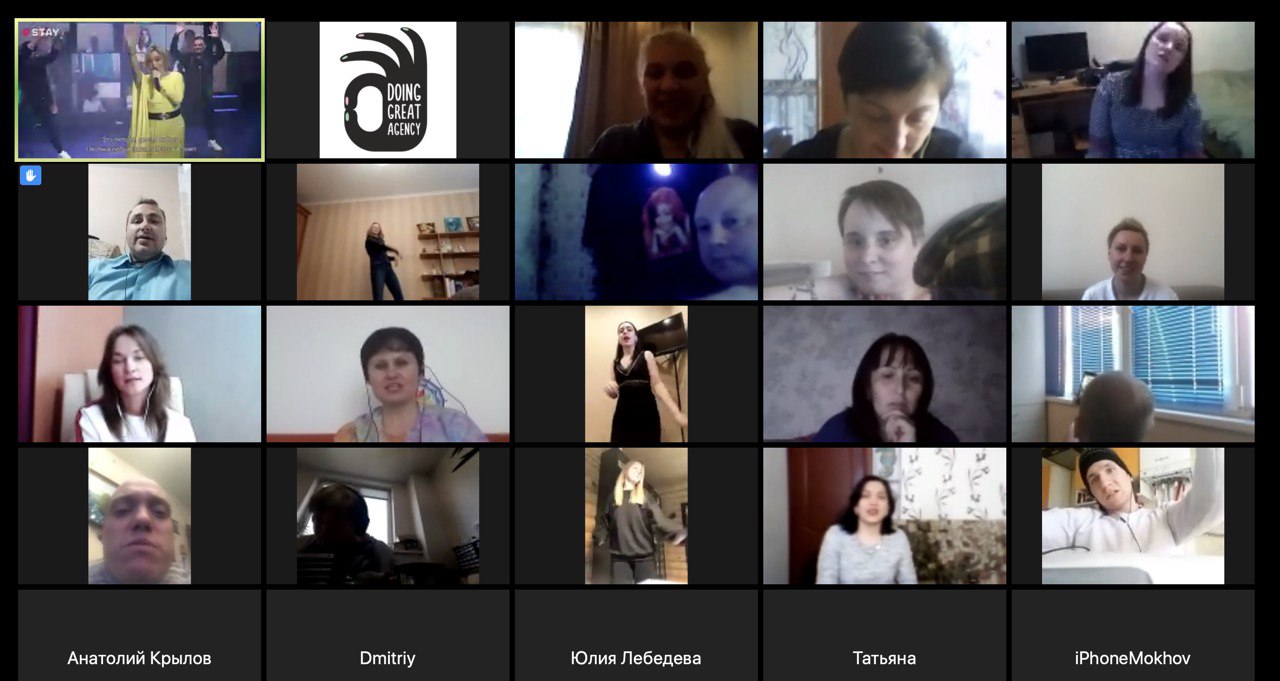 STAY
DOING
GREAT
AGENCY
Анатолий Крылов
Dmitriy
Юлия Лебедева
Татьяна
iPhoneMokhov